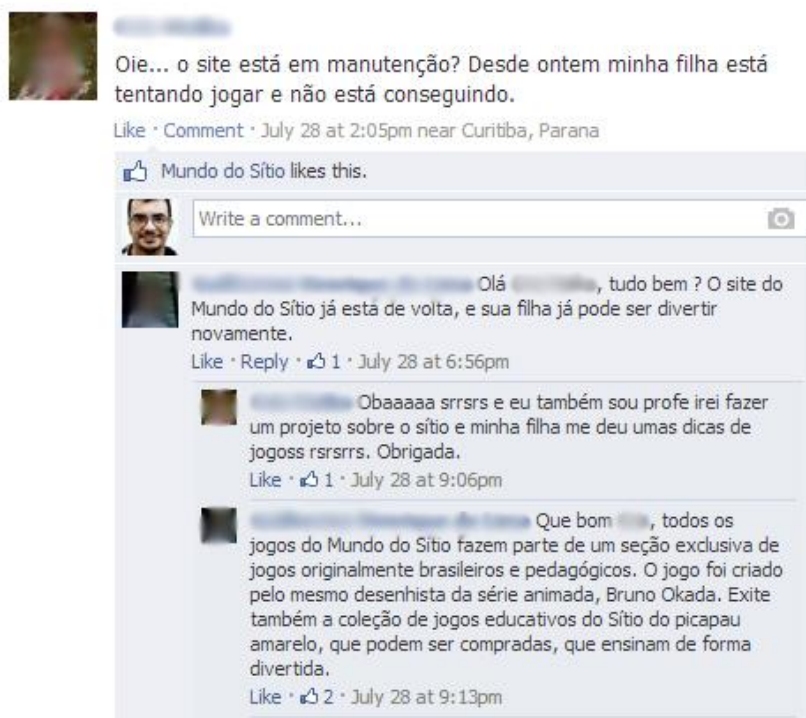 Oie... o site está em manutenção? Desde ontem minha filha está
tentando jogar e não está conseguindo.
Like · Comment · July 28 at 2:05pm near Curitiba, Parana
Mundo do Sítio likes this.
Write a comment...
Olá , tudo bem ? O site do
Mundo do Sítio já está de volta, e sua filha já pode ser divertir
novamente.
Like · Reply · 1 · July 28 at 6:56pm
Obaaaaa srrsrs e eu também sou profe irei fazer
um projeto sobre o sítio e minha filha me deu umas dicas de
jogoss rsrsrrs. Obrigada.
Like · 1 · July 28 at 9:06pm
Que bom , todos os
jogos do Mundo do Sítio fazem parte de um seção exclusiva de
jogos originalmente brasileiros e pedagógicos. O jogo foi criado
pelo mesmo desenhista da série animada, Bruno Okada. Exite
também a coleção de jogos educativos do Sítio do picapau
amarelo, que podem ser compradas, que ensinam de forma
divertida.
Like · 2 · July 28 at 9:13pm